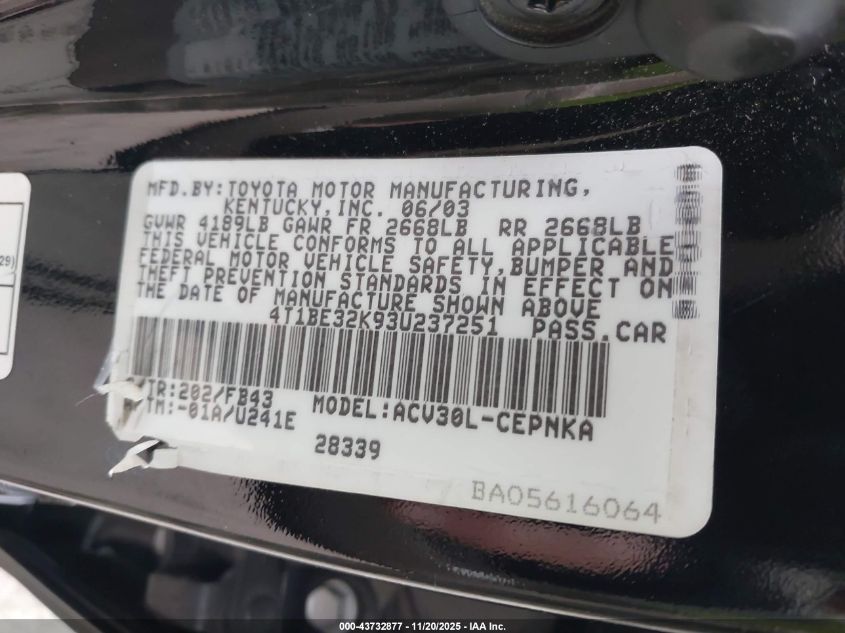 MFD.BY:TOYOTA MOTOR MANUFACTURING,
KENTUCKY,INC. 06/03
GVWR 4189LB GAWR FR 2668LB RR 2668LB
THIS VEHICLE CONFORMS TO ALL APPLICABLE
FEDERAL MOTOR VEHICLE SAFETY,BUMPER AND
THEFT PREVENTION STANDARDS IN EFFECT ON
THE DATE OF MANUFACTURE SHOWN ABOVE
4T1BE32K93U237251 PASS.CAR
TR:202/FB43
TM:-01A/U241E MODEL:ACV30L-CEPNKA
28339
BA05616064
29)
000-43732877 - 11/20/2025 - IAA Inc.